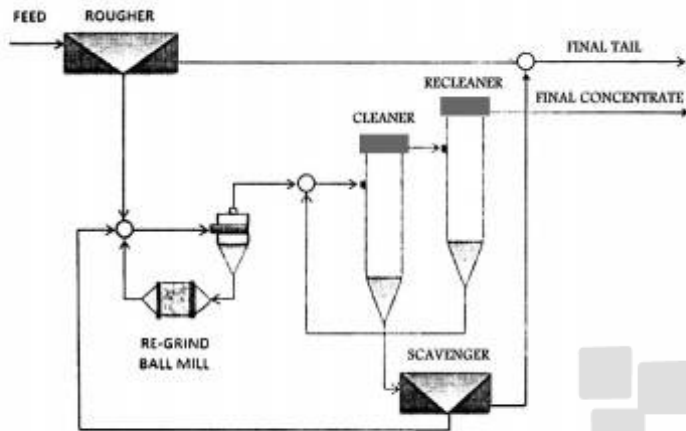 FEED
ROUGHER
FINAL TAIL
RECLEANER
FINAL CONCENTRATE
CLEANER
RE-GRIND
BALL MILL
SCAVENGER